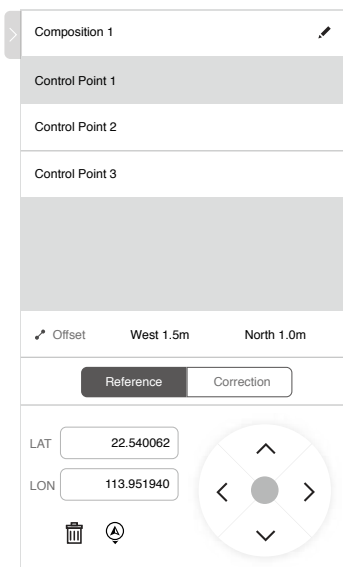 Composition 1
Control Point 1
Control Point 2
Control Point 3
Offset West 1.5m North 1.0m
Reference Correction
LAT 22.540062
LON 113.951940